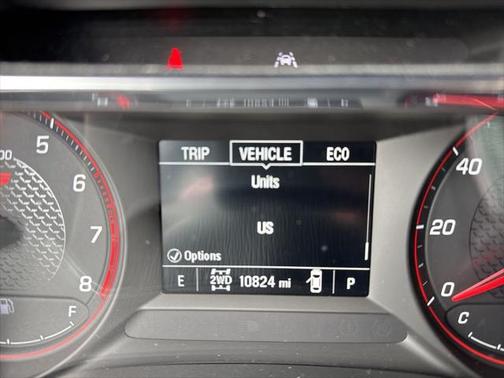 TRIP VEHICLE ECO
Units
US
Options
E 2WD 10824 mi P
5
6
7
8
F
40
20
0
C